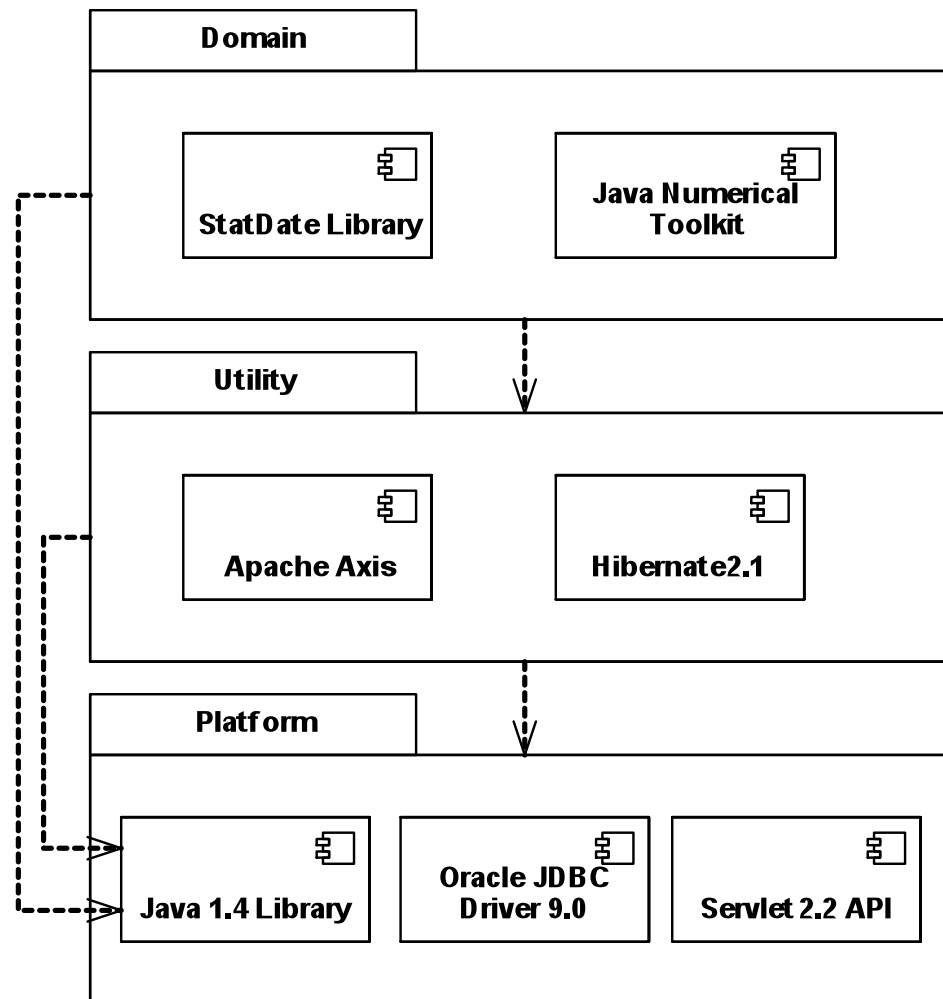 Domain
StatDate Library
Java Numerical
Toolkit
Utility
Apache Axis
Hibernate2.1
Platform
Java 1.4 Library
Oracle JDBC
Driver 9.0
Servlet 2.2 API